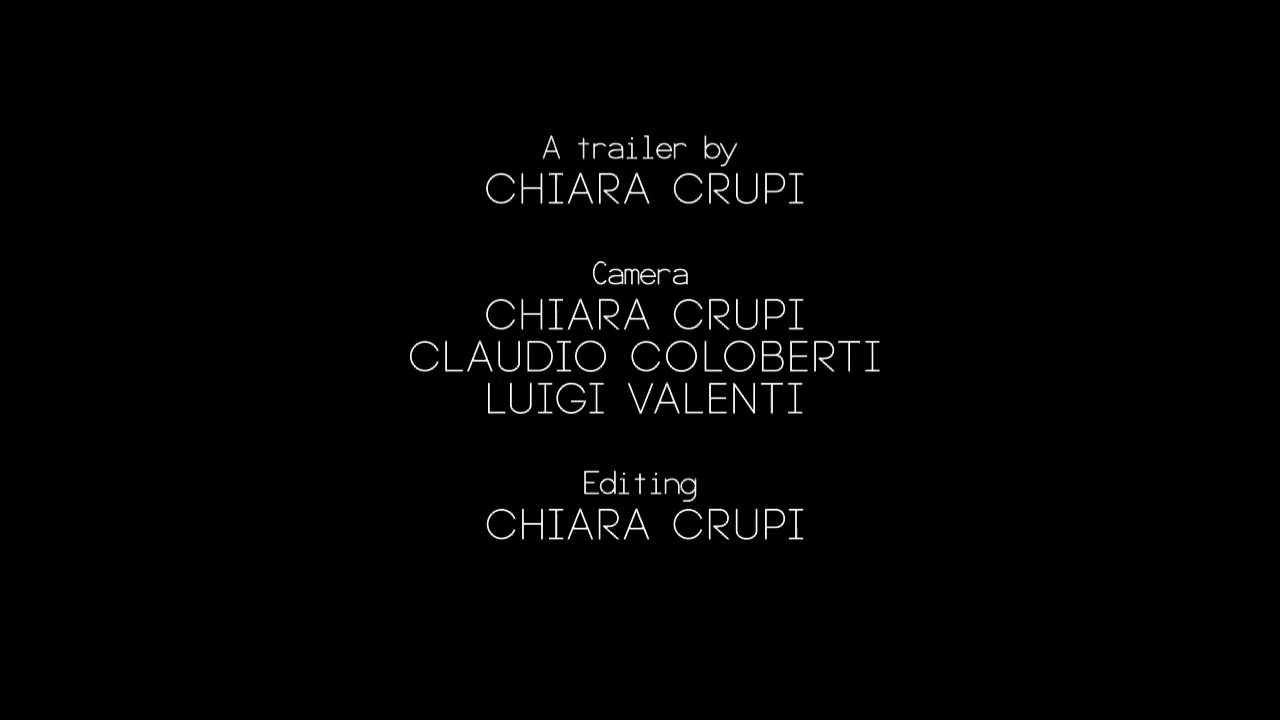 A trailer by
CHIARA CRUPI
Camera
CHIARA CRUPI
CLAUDIO COLOBERTI
LUIGI VALENTI
Editing
CHIARA CRUPI